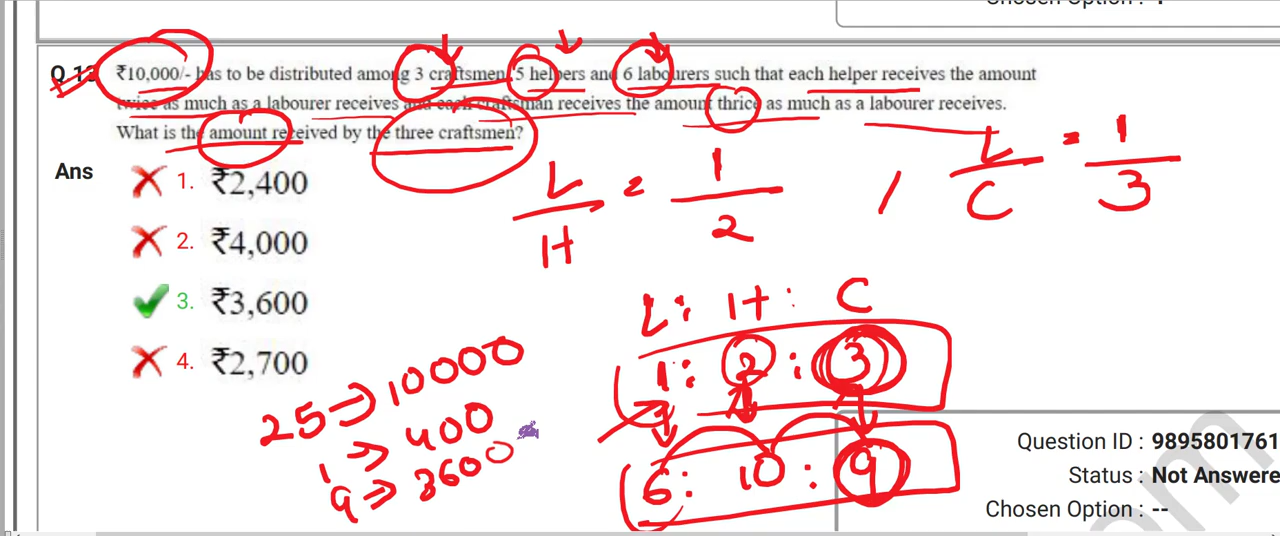 Q.13 ₹10,000/- has to be distributed among 3 craftsmen, 5 helpers and 6 labourers such that each helper receives the amount
twice as much as a labourer receives and each craftsman receives the amount thrice as much as a labourer receives.
What is the amount received by the three craftsmen?
Ans
1. ₹2,400
2. ₹4,000
3. ₹3,600
4. ₹2,700
L/H = 1/2 , L/C = 1/3
L : H : C
1 : 2 : 3
6 : 10 : 9
25 ⇒ 10000
1 ⇒ 400
9 ⇒ 3600
Question ID : 9895801761
Status : Not Answere
Chosen Option : --